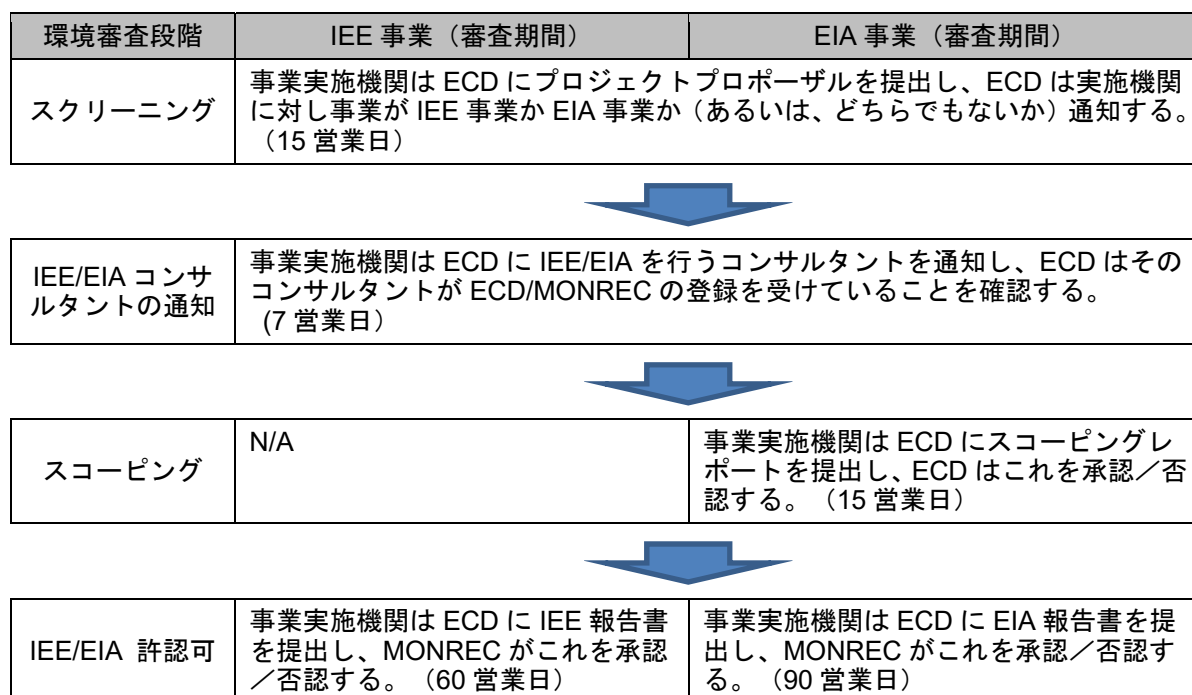 環境審査段階 IEE 事業（審査期間） EIA 事業（審査期間）
スクリーニング
事業実施機関は ECD にプロジェクトプロポーザルを提出し、ECD は実施機関
に対し事業が IEE 事業か EIA 事業か（あるいは、どちらでもないか）通知する。
（15 営業日）
IEE/EIA コンサ
ルタントの通知
事業実施機関は ECD に IEE/EIA を行うコンサルタントを通知し、ECD はその
コンサルタントが ECD/MONREC の登録を受けていることを確認する。
(7 営業日）
スコーピング
N/A
事業実施機関は ECD にスコーピングレ
ポートを提出し、ECD はこれを承認／否
認する。（15 営業日）
IEE/EIA 許認可
事業実施機関は ECD に IEE 報告書
を提出し、MONREC がこれを承認
／否認する。（60 営業日）
事業実施機関は ECD に EIA 報告書を提
出し、MONREC がこれを承認／否認す
る。（90 営業日）